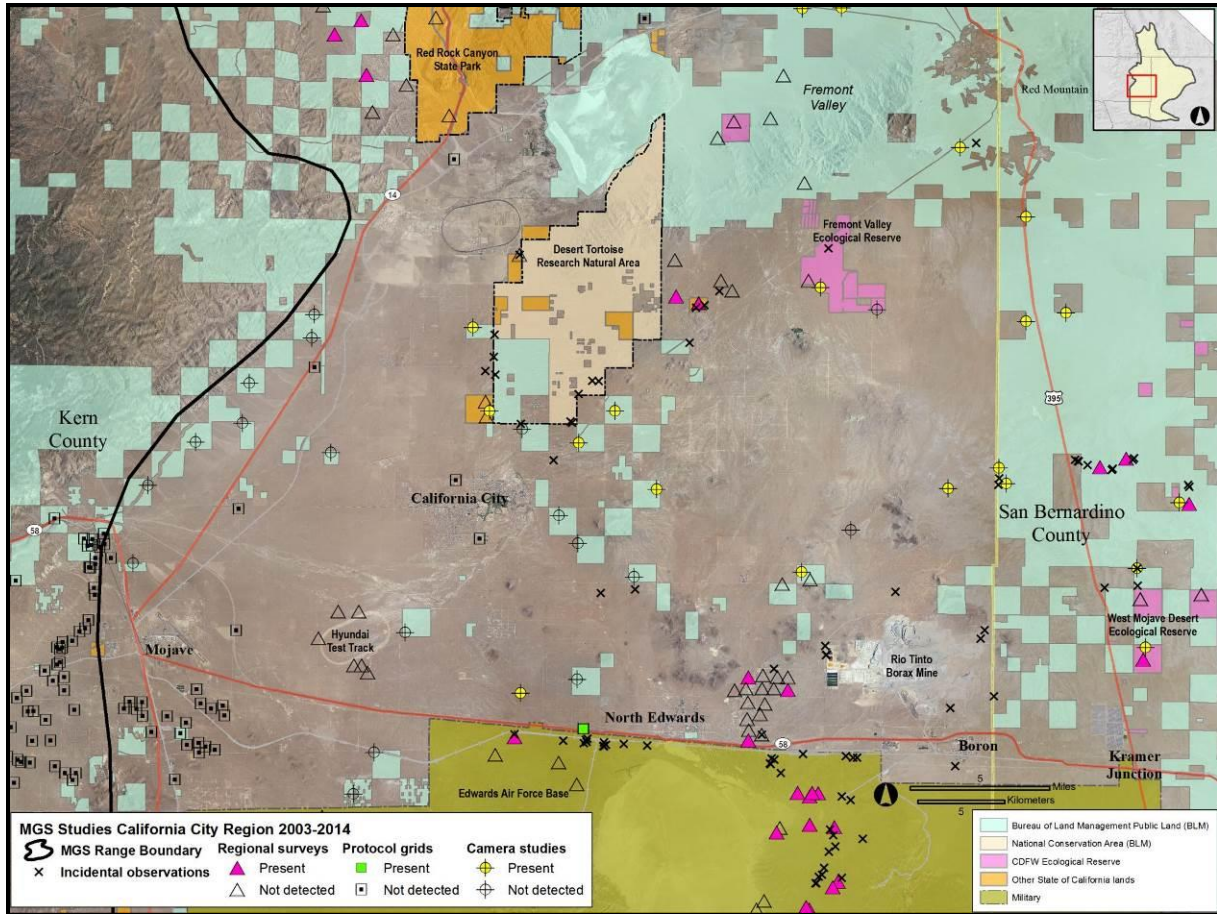 Red Rock Canyon
State Park
Fremont
Valley
Red Mountain
14
Desert Tortoise
Research Natural Area
Fremont Valley
Ecological Reserve
Kern
County
395
California City
San Bernardino
County
58
West Mojave Desert
Ecological Reserve
Hyundai
Test Track
Mojave
Rio Tinto
Borax Mine
North Edwards
58
Boron
Kramer
Junction
Edwards Air Force Base
5
Miles
Kilometers
5
MGS Studies California City Region 2003-2014
MGS Range Boundary
Regional surveys
Protocol grids
Camera studies
Incidental observations
Present
Present
Present
Not detected
Not detected
Not detected
Bureau of Land Management Public Land (BLM)
National Conservation Area (BLM)
CDFW Ecological Reserve
Other State of California lands
Military